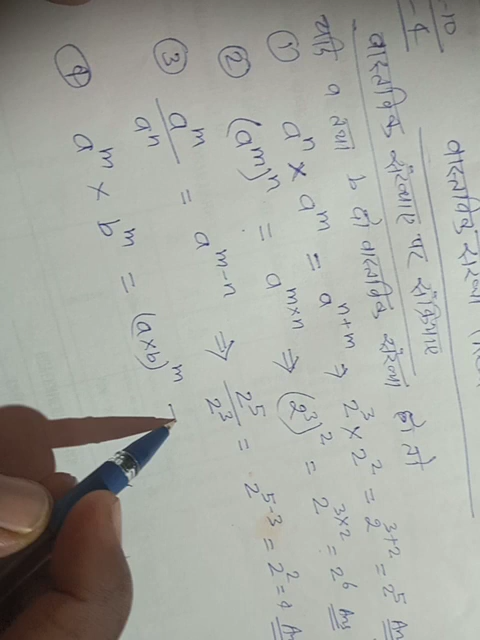 वास्तविक संख्या
-10
- 4
वास्तविक संख्याएं पर संक्रियाएं
यदि a तथा b दो वास्तविक संख्या है तो
① aⁿ × aᵐ = aⁿ⁺ᵐ → 2³ × 2² = 2³⁺² = 2⁵ Ans
② (aᵐ)ⁿ = aᵐˣⁿ ⇒ (2³)² = 2³ˣ² = 2⁶ Ans
③ aᵐ/aⁿ = aᵐ⁻ⁿ ⇒ 2⁵/2³ = 2⁵⁻³ = 2² = 4 An
④ aᵐ × bᵐ = (a×b)ᵐ